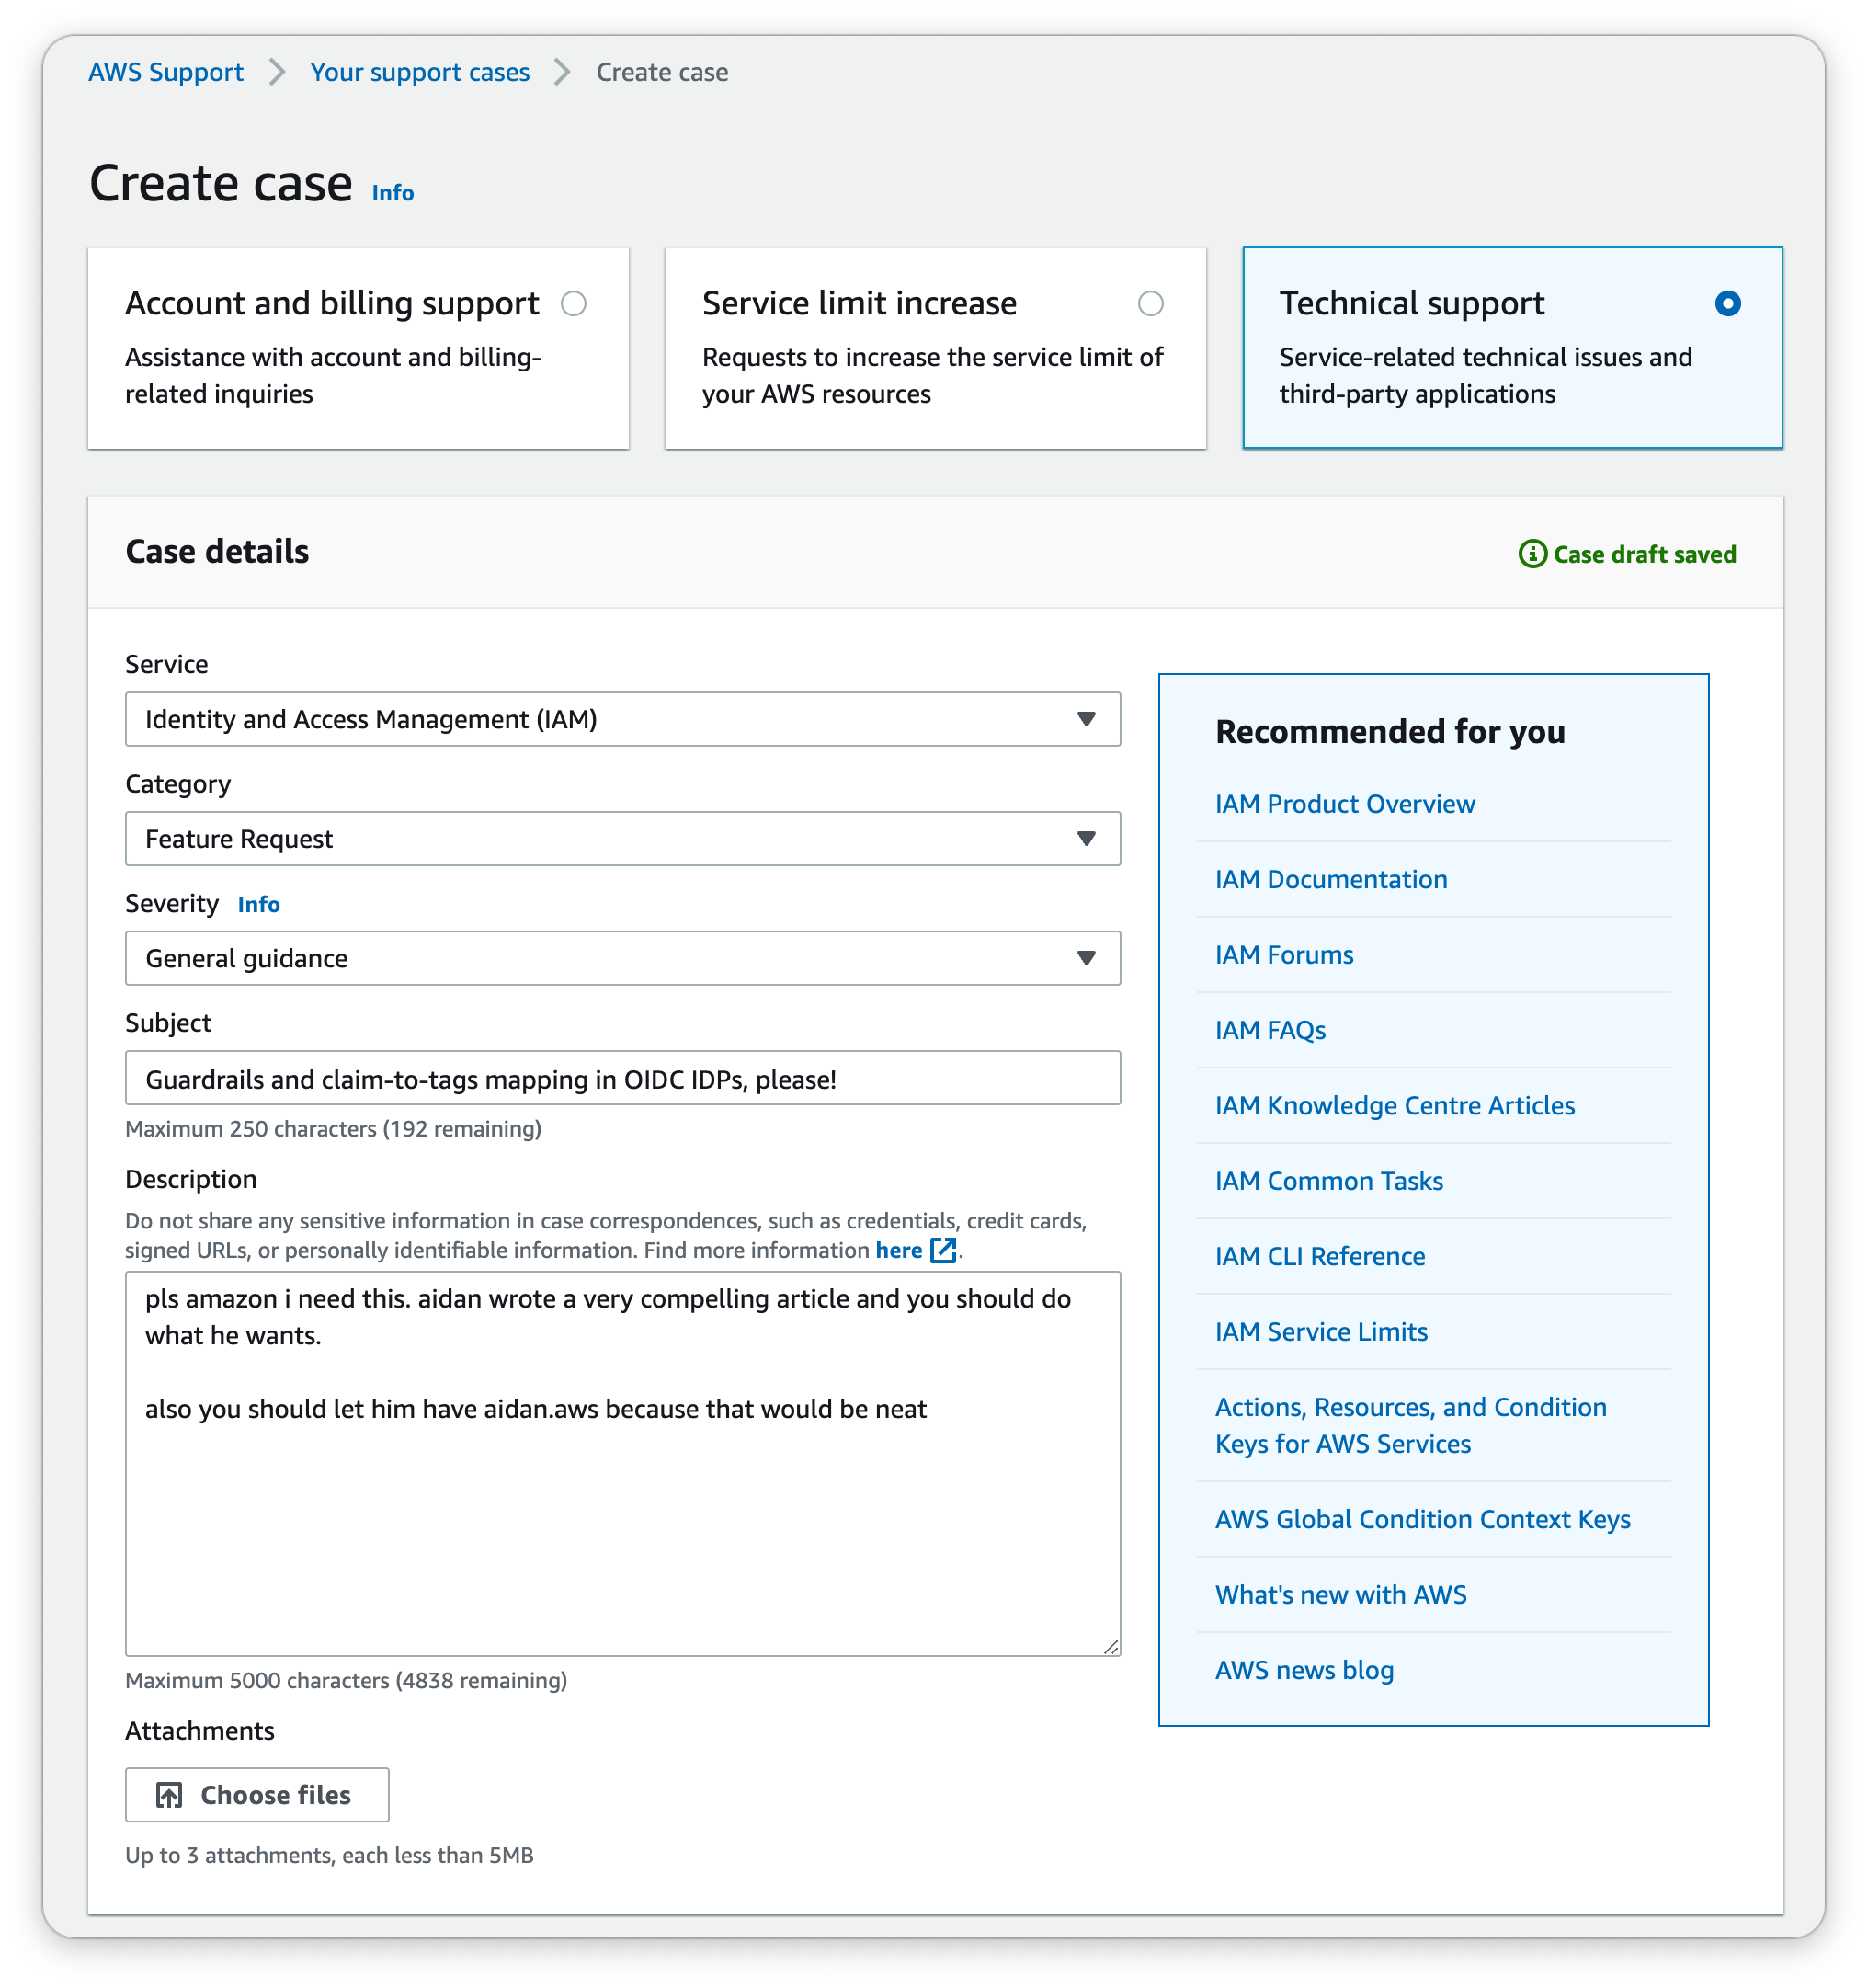 AWS Support > Your support cases > Create case
Create case Info
Account and billing support
Assistance with account and billing-
related inquiries
Service limit increase
Requests to increase the service limit of
your AWS resources
Technical support
Service-related technical issues and
third-party applications
Case details
Case draft saved
Service
Identity and Access Management (IAM)
Category
Feature Request
Severity Info
General guidance
Subject
Guardrails and claim-to-tags mapping in OIDC IDPs, please!
Maximum 250 characters (192 remaining)
Description
Do not share any sensitive information in case correspondences, such as credentials, credit cards,
signed URLs, or personally identifiable information. Find more information here .
pls amazon i need this. aidan wrote a very compelling article and you should do
what he wants.
also you should let him have aidan.aws because that would be neat
Maximum 5000 characters (4838 remaining)
Attachments
Choose files
Up to 3 attachments, each less than 5MB
Recommended for you
IAM Product Overview
IAM Documentation
IAM Forums
IAM FAQs
IAM Knowledge Centre Articles
IAM Common Tasks
IAM CLI Reference
IAM Service Limits
Actions, Resources, and Condition
Keys for AWS Services
AWS Global Condition Context Keys
What's new with AWS
AWS news blog